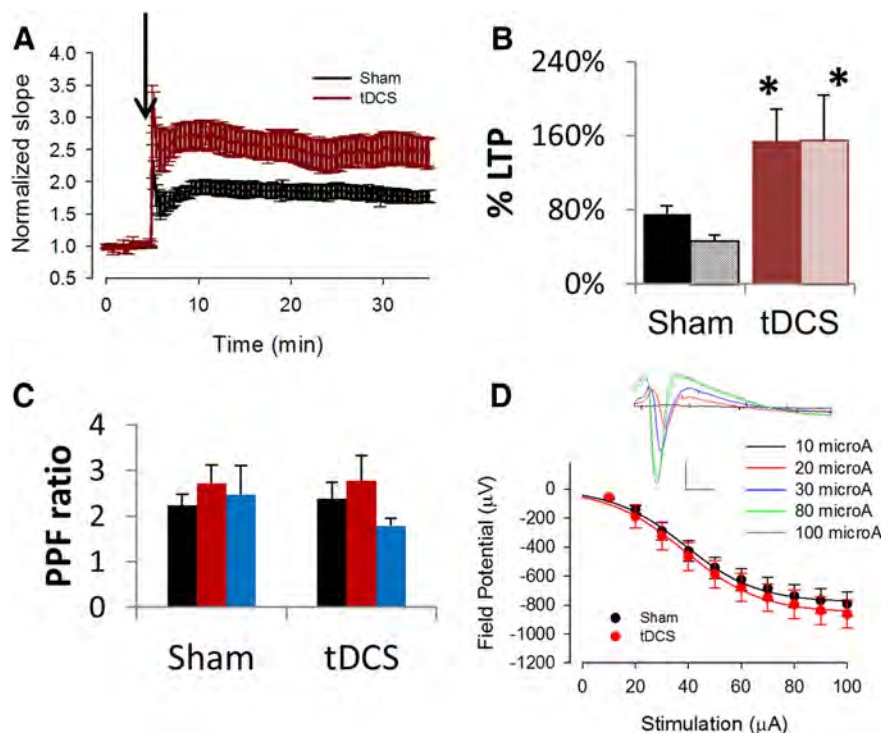 A
4.0
3.5
3.0
2.5
2.0
1.5
1.0
0.5
Normalized slope
Sham
tDCS
0 10 20 30
Time (min)
B
240%
160%
80%
0%
% LTP
* *
Sham tDCS
C
4
3
2
1
0
PPF ratio
Sham tDCS
D
10 microA
20 microA
30 microA
80 microA
100 microA
0
-200
-400
-600
-800
-1000
-1200
Field Potential (µV)
Sham
tDCS
0 20 40 60 80 100
Stimulation (µA)